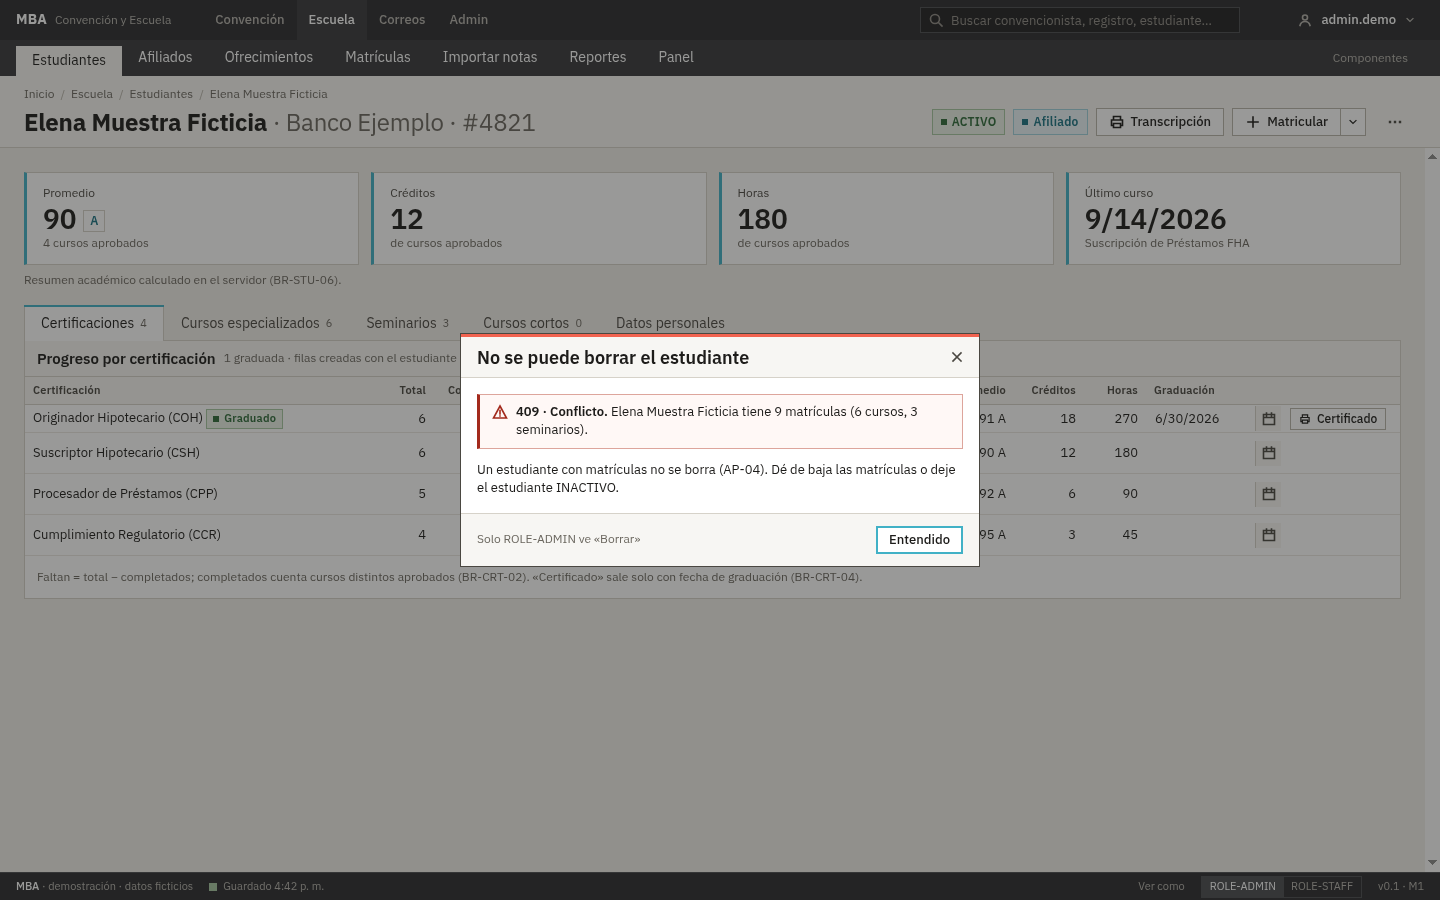 MBA Convención y Escuela Convención Escuela Correos Admin Buscar convencionista, registro, estudiante... admin.demo
Estudiantes Afiliados Ofrecimientos Matrículas Importar notas Reportes Panel Componentes
Inicio / Escuela / Estudiantes / Elena Muestra Ficticia
Elena Muestra Ficticia · Banco Ejemplo · #4821 ACTIVO Afiliado Transcripción Matricular
Promedio
90 A
4 cursos aprobados
Créditos
12
de cursos aprobados
Horas
180
de cursos aprobados
Último curso
9/14/2026
Suscripción de Préstamos FHA
Resumen académico calculado en el servidor (BR-STU-06).
Certificaciones 4 Cursos especializados 6 Seminarios 3 Cursos cortos 0 Datos personales
Progreso por certificación 1 graduada · filas creadas con el estudiante
Certificación Total Créditos Horas Graduación
Originador Hipotecario (COH) Graduado 6 91 A 18 270 6/30/2026 Certificado
Suscriptor Hipotecario (CSH) 6 90 A 12 180
Procesador de Préstamos (CPP) 5 92 A 6 90
Cumplimiento Regulatorio (CCR) 4 95 A 3 45
Faltan = total − completados; completados cuenta cursos distintos aprobados (BR-CRT-02). «Certificado» sale solo con fecha de graduación (BR-CRT-04).
No se puede borrar el estudiante
409 · Conflicto. Elena Muestra Ficticia tiene 9 matrículas (6 cursos, 3
seminarios).
Un estudiante con matrículas no se borra (AP-04). Dé de baja las matrículas o deje
el estudiante INACTIVO.
Solo ROLE-ADMIN ve «Borrar» Entendido
MBA · demostración · datos ficticios Guardado 4:42 p. m. Ver como ROLE-ADMIN ROLE-STAFF v0.1 · M1